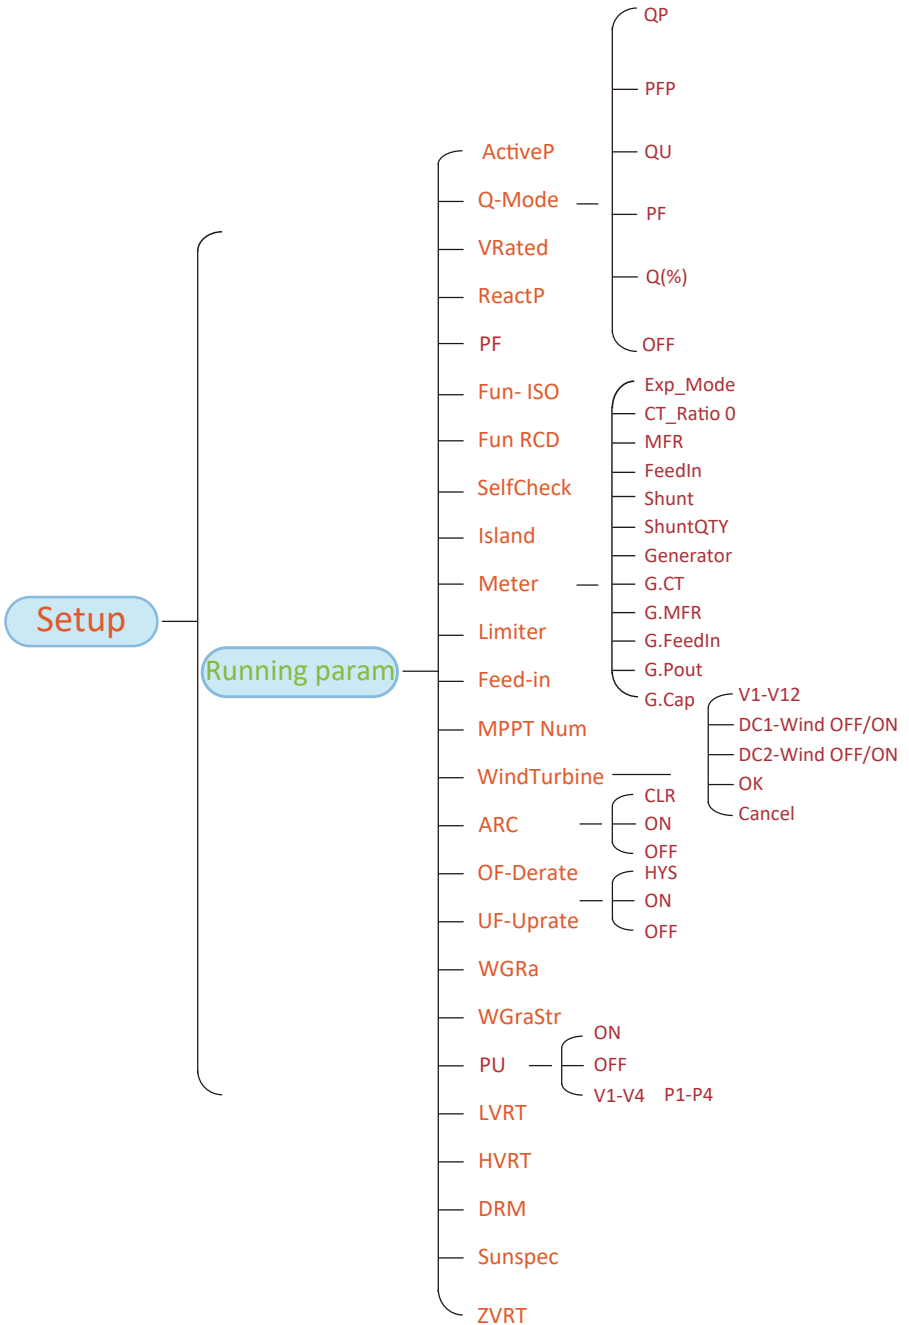 Setup
Running param
ActiveP
Q-Mode
QP
PFP
QU
PF
Q(%)
OFF
VRated
ReactP
PF
Fun- ISO
Fun RCD
SelfCheck
Island
Meter
Exp_Mode
CT_Ratio 0
MFR
FeedIn
Shunt
ShuntQTY
Generator
G.CT
G.MFR
G.FeedIn
G.Pout
G.Cap
Limiter
Feed-in
MPPT Num
WindTurbine
V1-V12
DC1-Wind OFF/ON
DC2-Wind OFF/ON
OK
Cancel
ARC
CLR
ON
OFF
OF-Derate
UF-Uprate
HYS
ON
OFF
WGRa
WGraStr
PU
ON
OFF
V1-V4 P1-P4
LVRT
HVRT
DRM
Sunspec
ZVRT